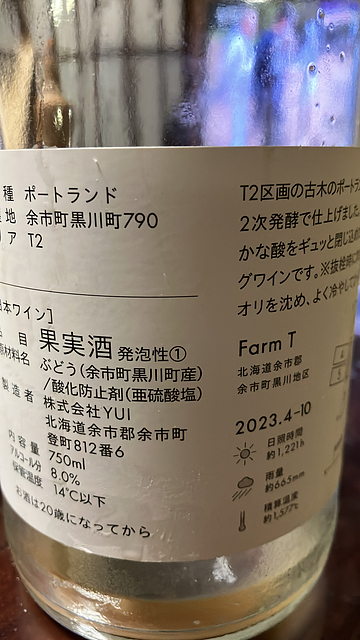 種 ポートランド
地 余市町黒川町790
ア T2
本ワイン]
目 果実酒 発泡性①
原材料名 ぶどう(余市町黒川町産)
/酸化防止剤(亜硫酸塩)
製造者 株式会社YUI
北海道余市郡余市町
登町812番6
内容量 750ml
アルコール分 8.0%
保管温度 14℃以下
お酒は20歳になってから
T2区画の古木のポートラ
2次発酵で仕上げました
かな酸をギュッと閉じ込め
グワインです。※抜栓時に
オリを沈め、よく冷やして
Farm T
北海道余市郡
余市町黒川地区
2023.4-10
日照時間
約1,221h
雨量
約665mm
積算温度
約1,577℃